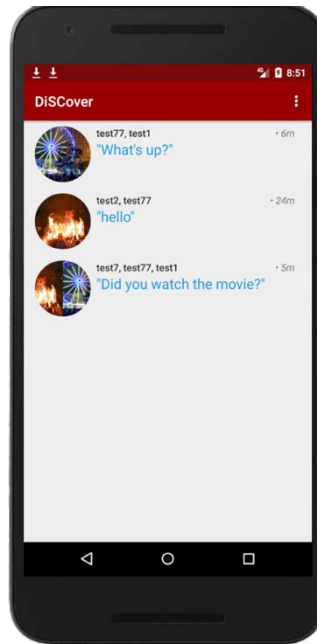 4G 8:51
DiSCover
test77, test1 • 6m
"What's up?"
test2, test77 • 24m
"hello"
test7, test77, test1 • 5m
"Did you watch the movie?"